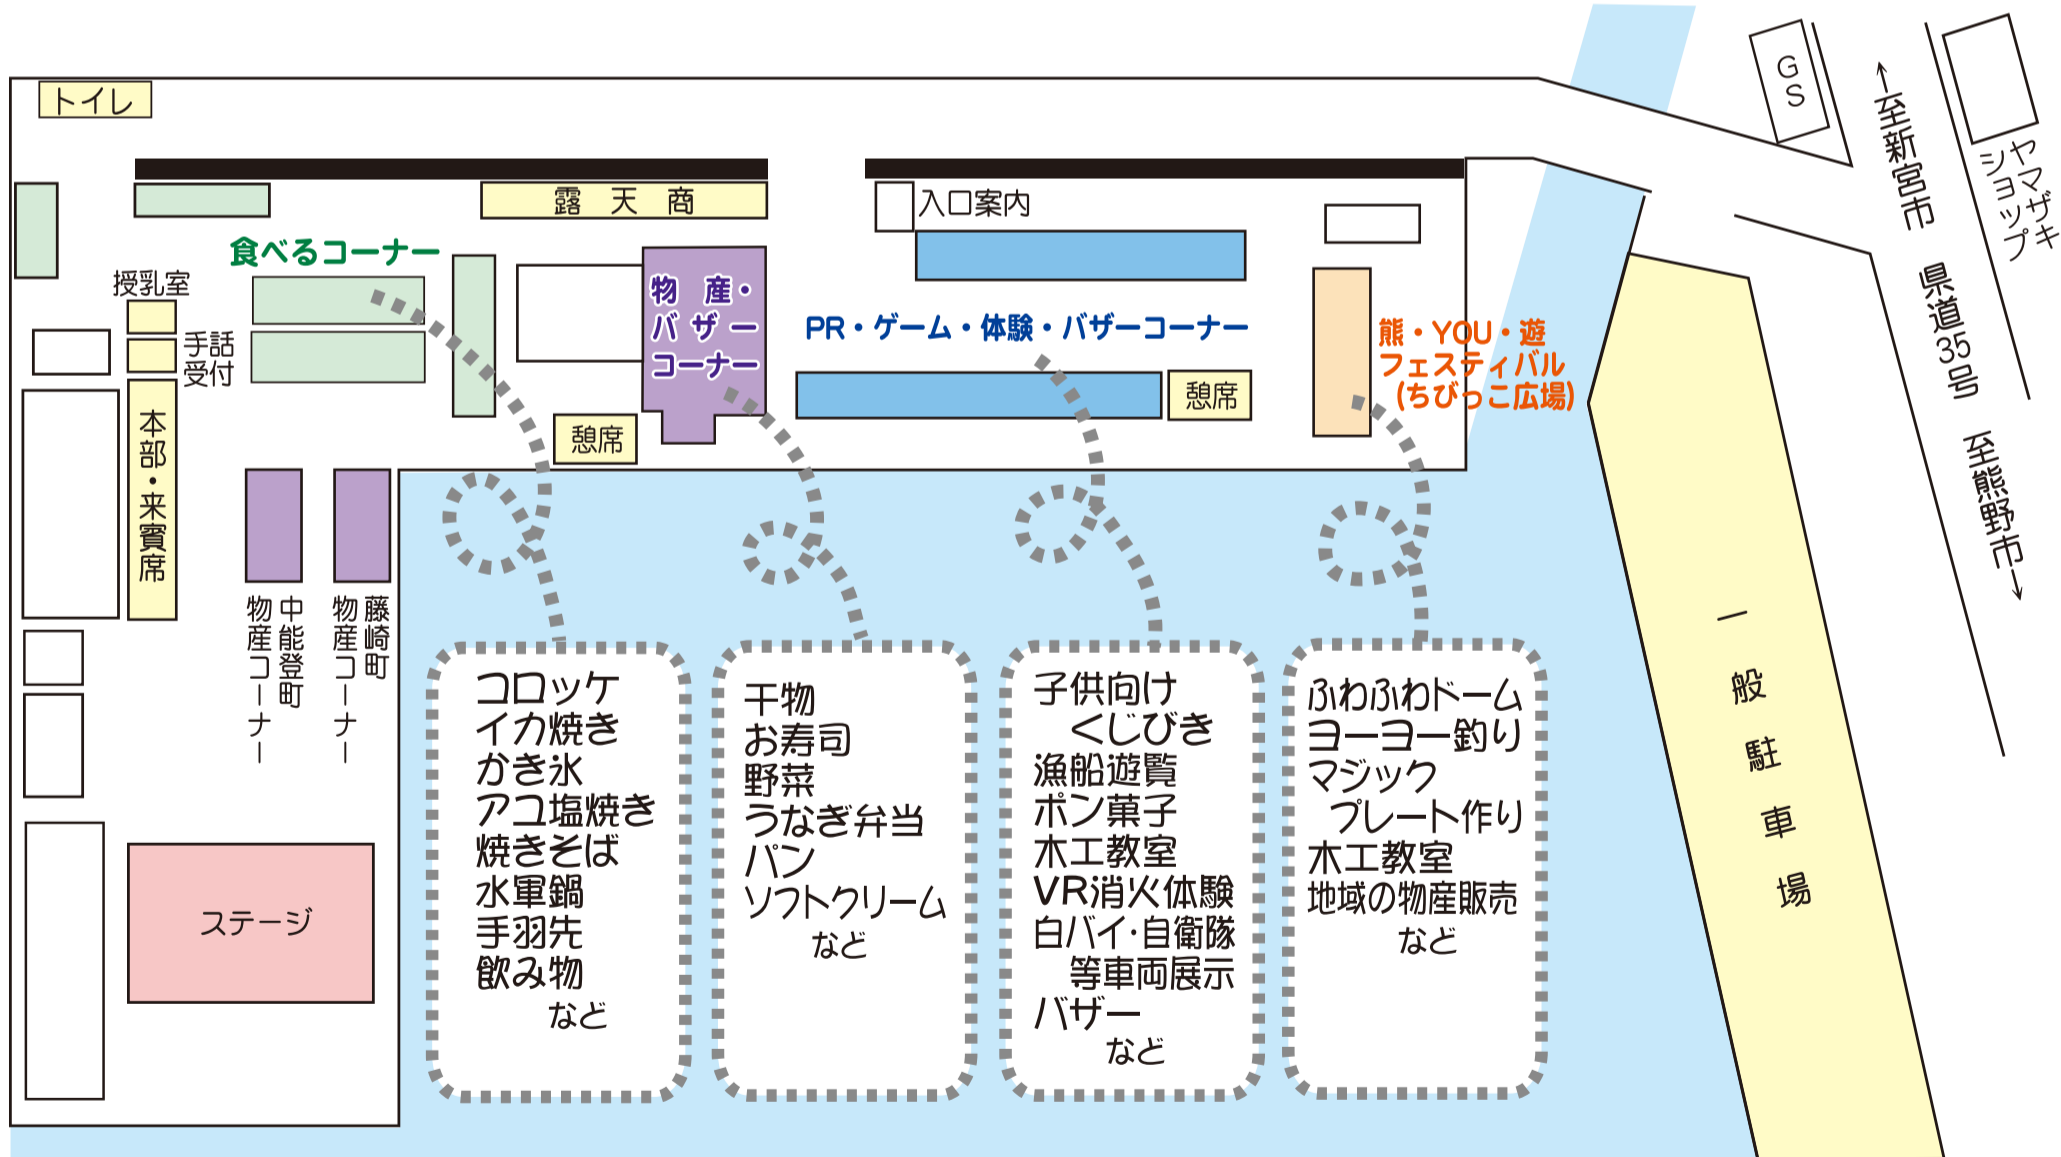 トイレ
GS
←至新宮市 県道35号 至熊野市→
ヤマザキ
ショップ
露天商
入口案内
食べるコーナー
授乳室
手話
受付
本部・来賓席
物産・
バザー
コーナー
PR・ゲーム・体験・バザーコーナー
熊・YOU・遊
フェスティバル
(ちびっこ広場)
憩席
憩席
中能登町
物産コーナー
藤崎町
物産コーナー
ステージ
コロッケ
イカ焼き
かき氷
アユ塩焼き
焼きそば
水軍鍋
手羽先
飲み物
など
干物
お寿司
野菜
うなぎ弁当
パン
ソフトクリーム
など
子供向け
くじびき
漁船遊覧
ポン菓子
木工教室
VR消火体験
白バイ・自衛隊
等車両展示
バザー
など
ふわふわドーム
ヨーヨー釣り
マジック
プレート作り
木工教室
地域の物産販売
など
一般駐車場